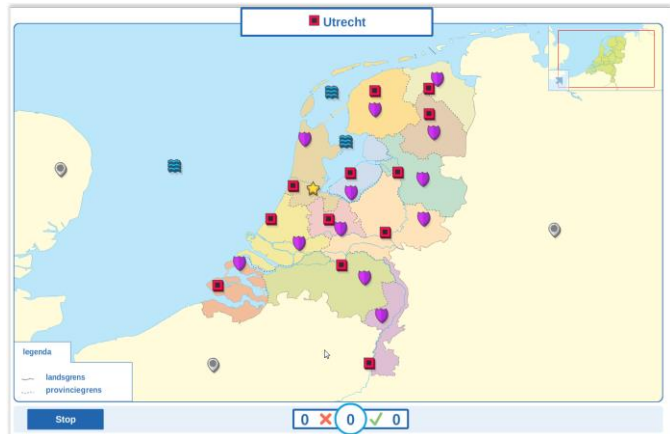 Utrecht
legenda
landsgrens
provinciegrens
Stop
0 0 0